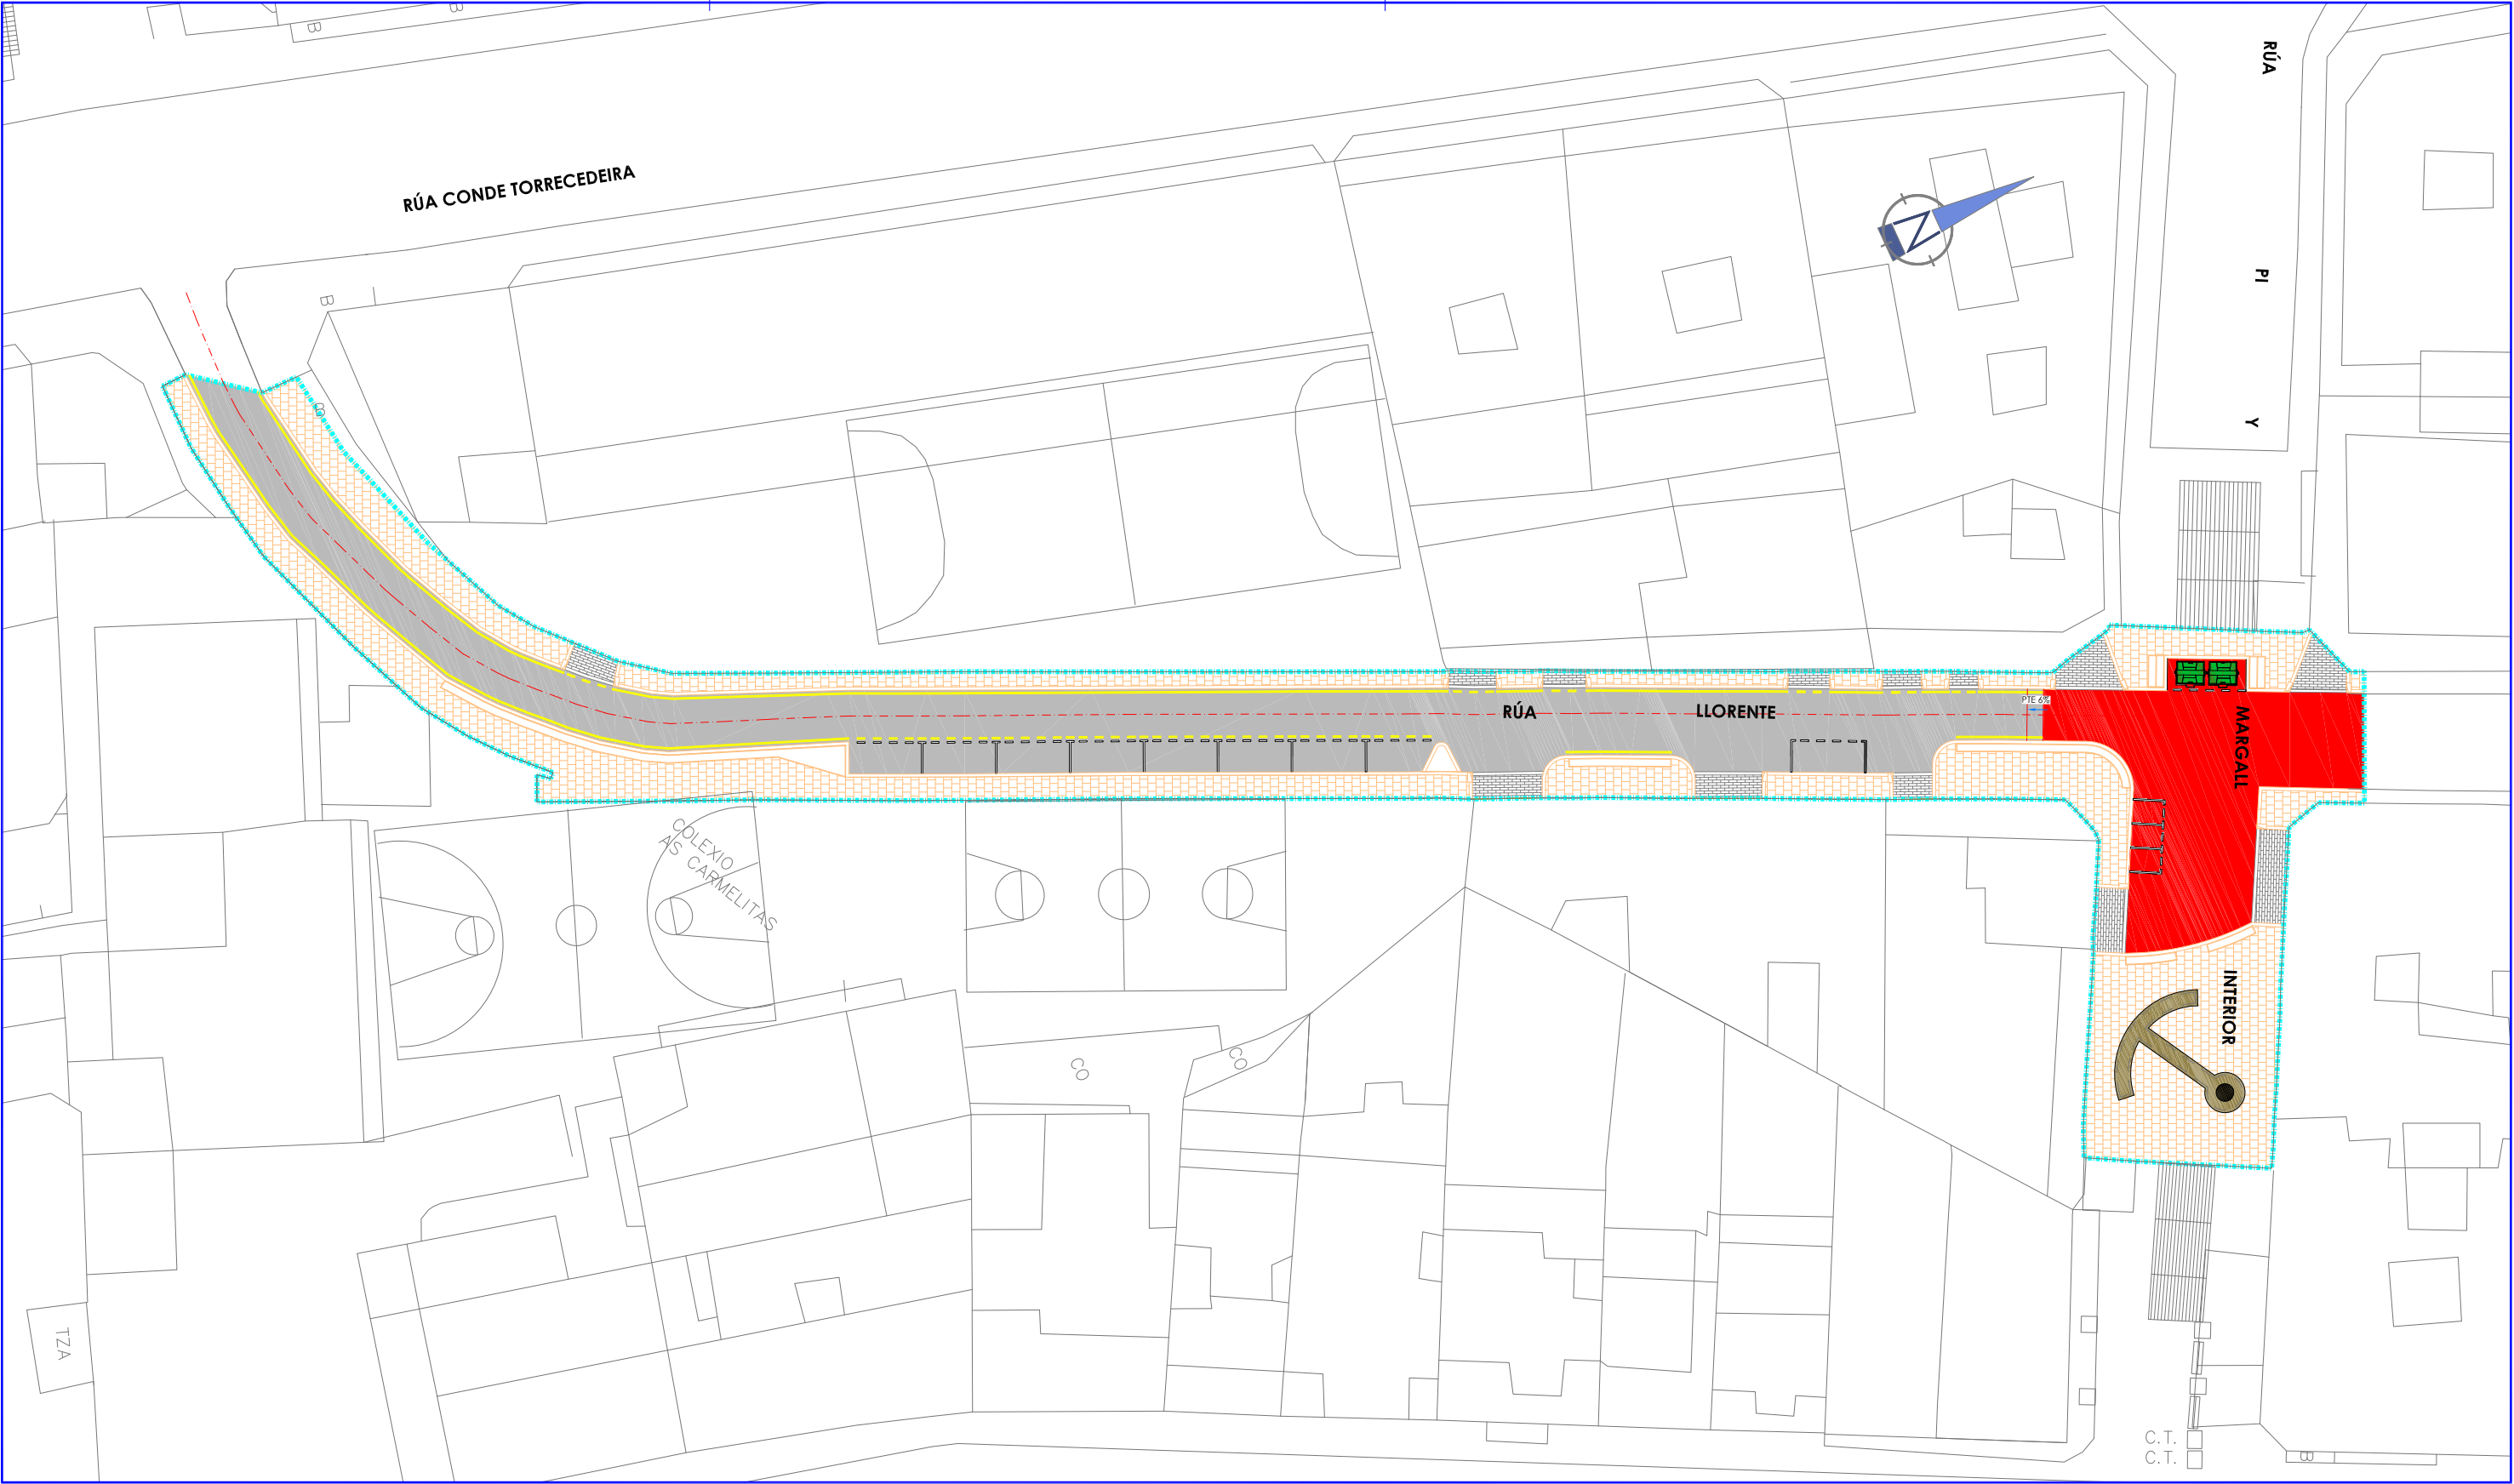 B
B
RÚA
RÚA CONDE TORRECEDEIRA
N
PI
B
B
Y
PTE 6%
RÚA LLORENTE
MARGALL
COLEXIO
AS CARMELITAS
INTERIOR
CO
CO
TZA
C.T.
C.T.
B